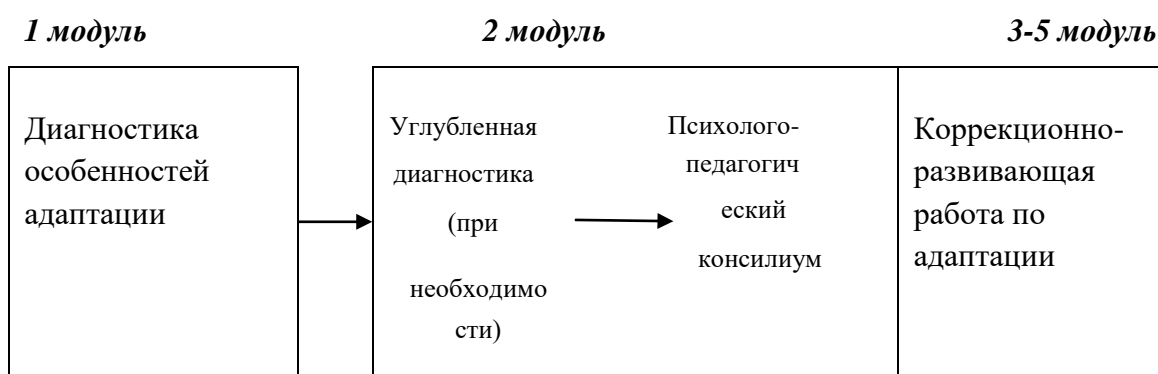 1 модуль
2 модуль
3-5 модуль
Диагностика
особенностей
адаптации
Углубленная
диагностика
(при
необходимо
сти)
Психолого-
педагогич
еский
консилиум
Коррекционно-
развивающая
работа по
адаптации